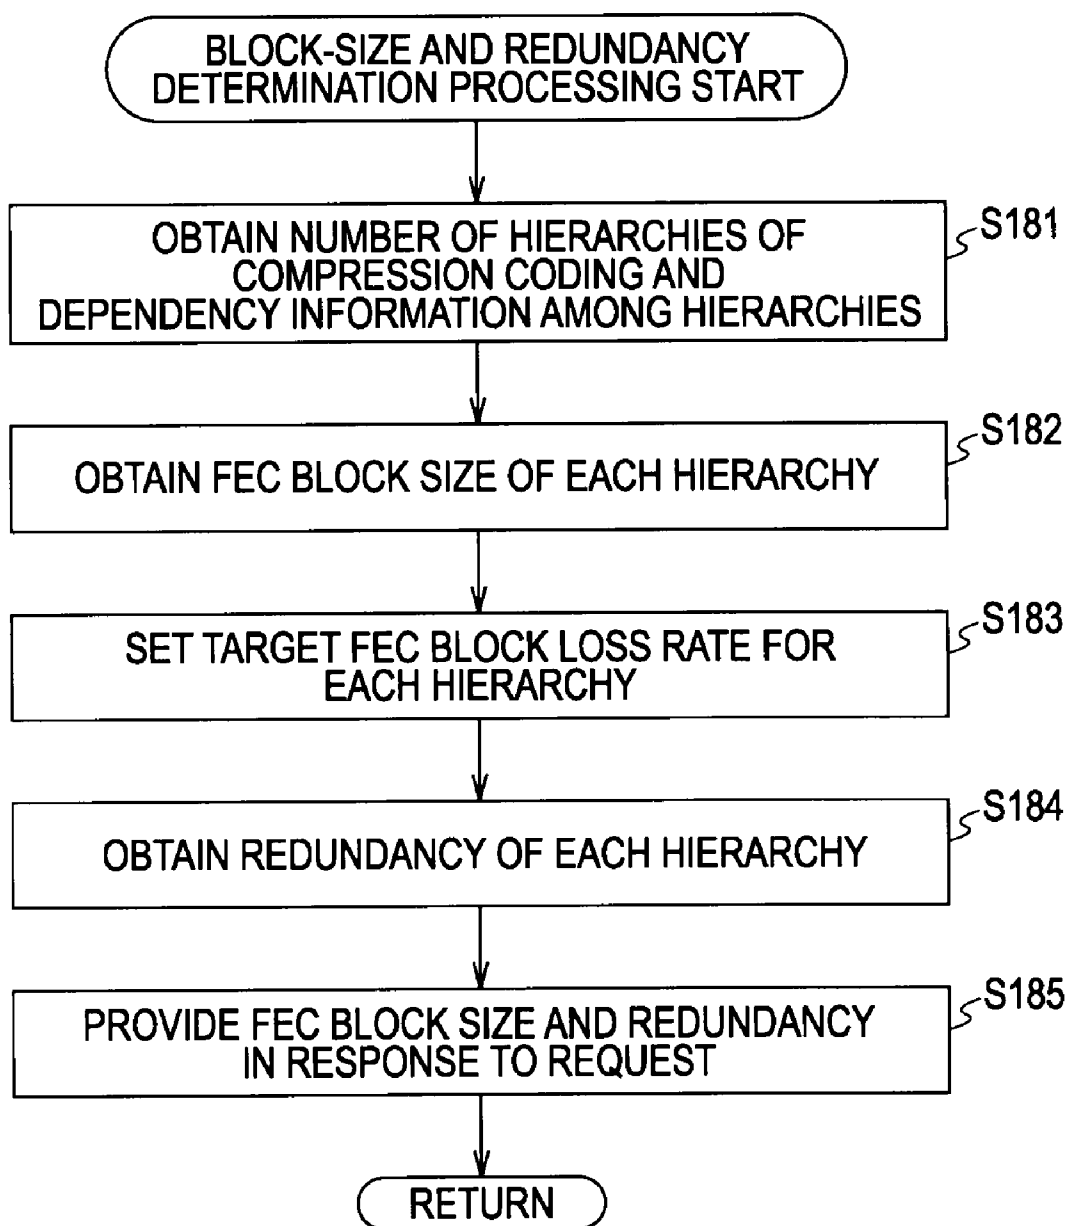 BLOCK-SIZE AND REDUNDANCY
DETERMINATION PROCESSING START
S181
OBTAIN NUMBER OF HIERARCHIES OF
COMPRESSION CODING AND
DEPENDENCY INFORMATION AMONG HIERARCHIES
S182
OBTAIN FEC BLOCK SIZE OF EACH HIERARCHY
S183
SET TARGET FEC BLOCK LOSS RATE FOR
EACH HIERARCHY
S184
OBTAIN REDUNDANCY OF EACH HIERARCHY
S185
PROVIDE FEC BLOCK SIZE AND REDUNDANCY
IN RESPONSE TO REQUEST
RETURN